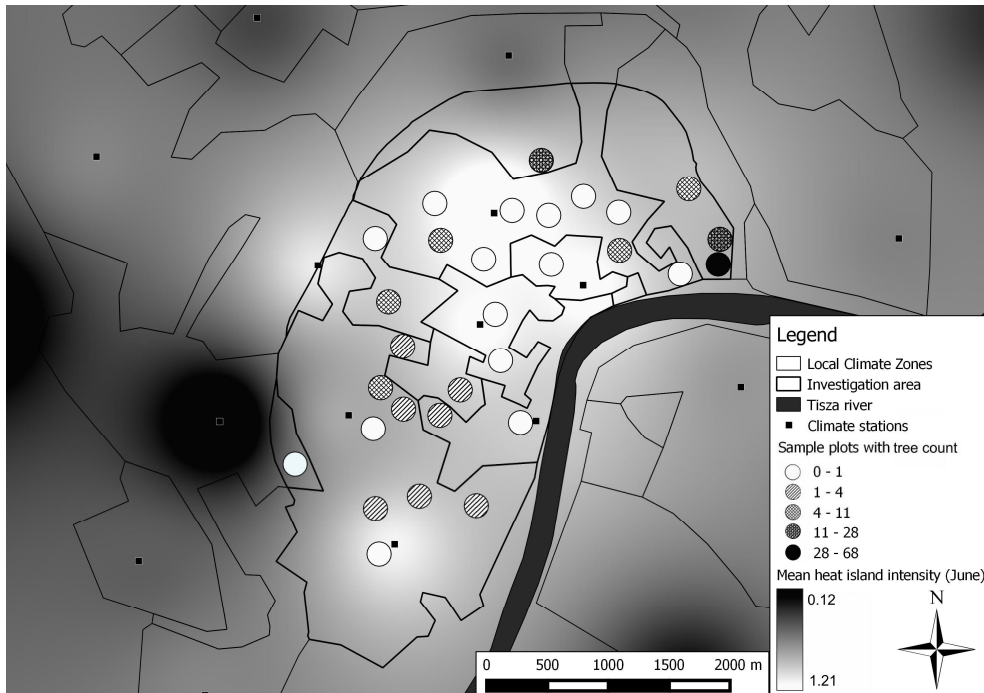 Legend
Local Climate Zones
Investigation area
Tisza river
Climate stations
Sample plots with tree count
0 - 1
1 - 4
4 - 11
11 - 28
28 - 68
Mean heat island intensity (June)
0.12
1.21
N
0 500 1000 1500 2000 m